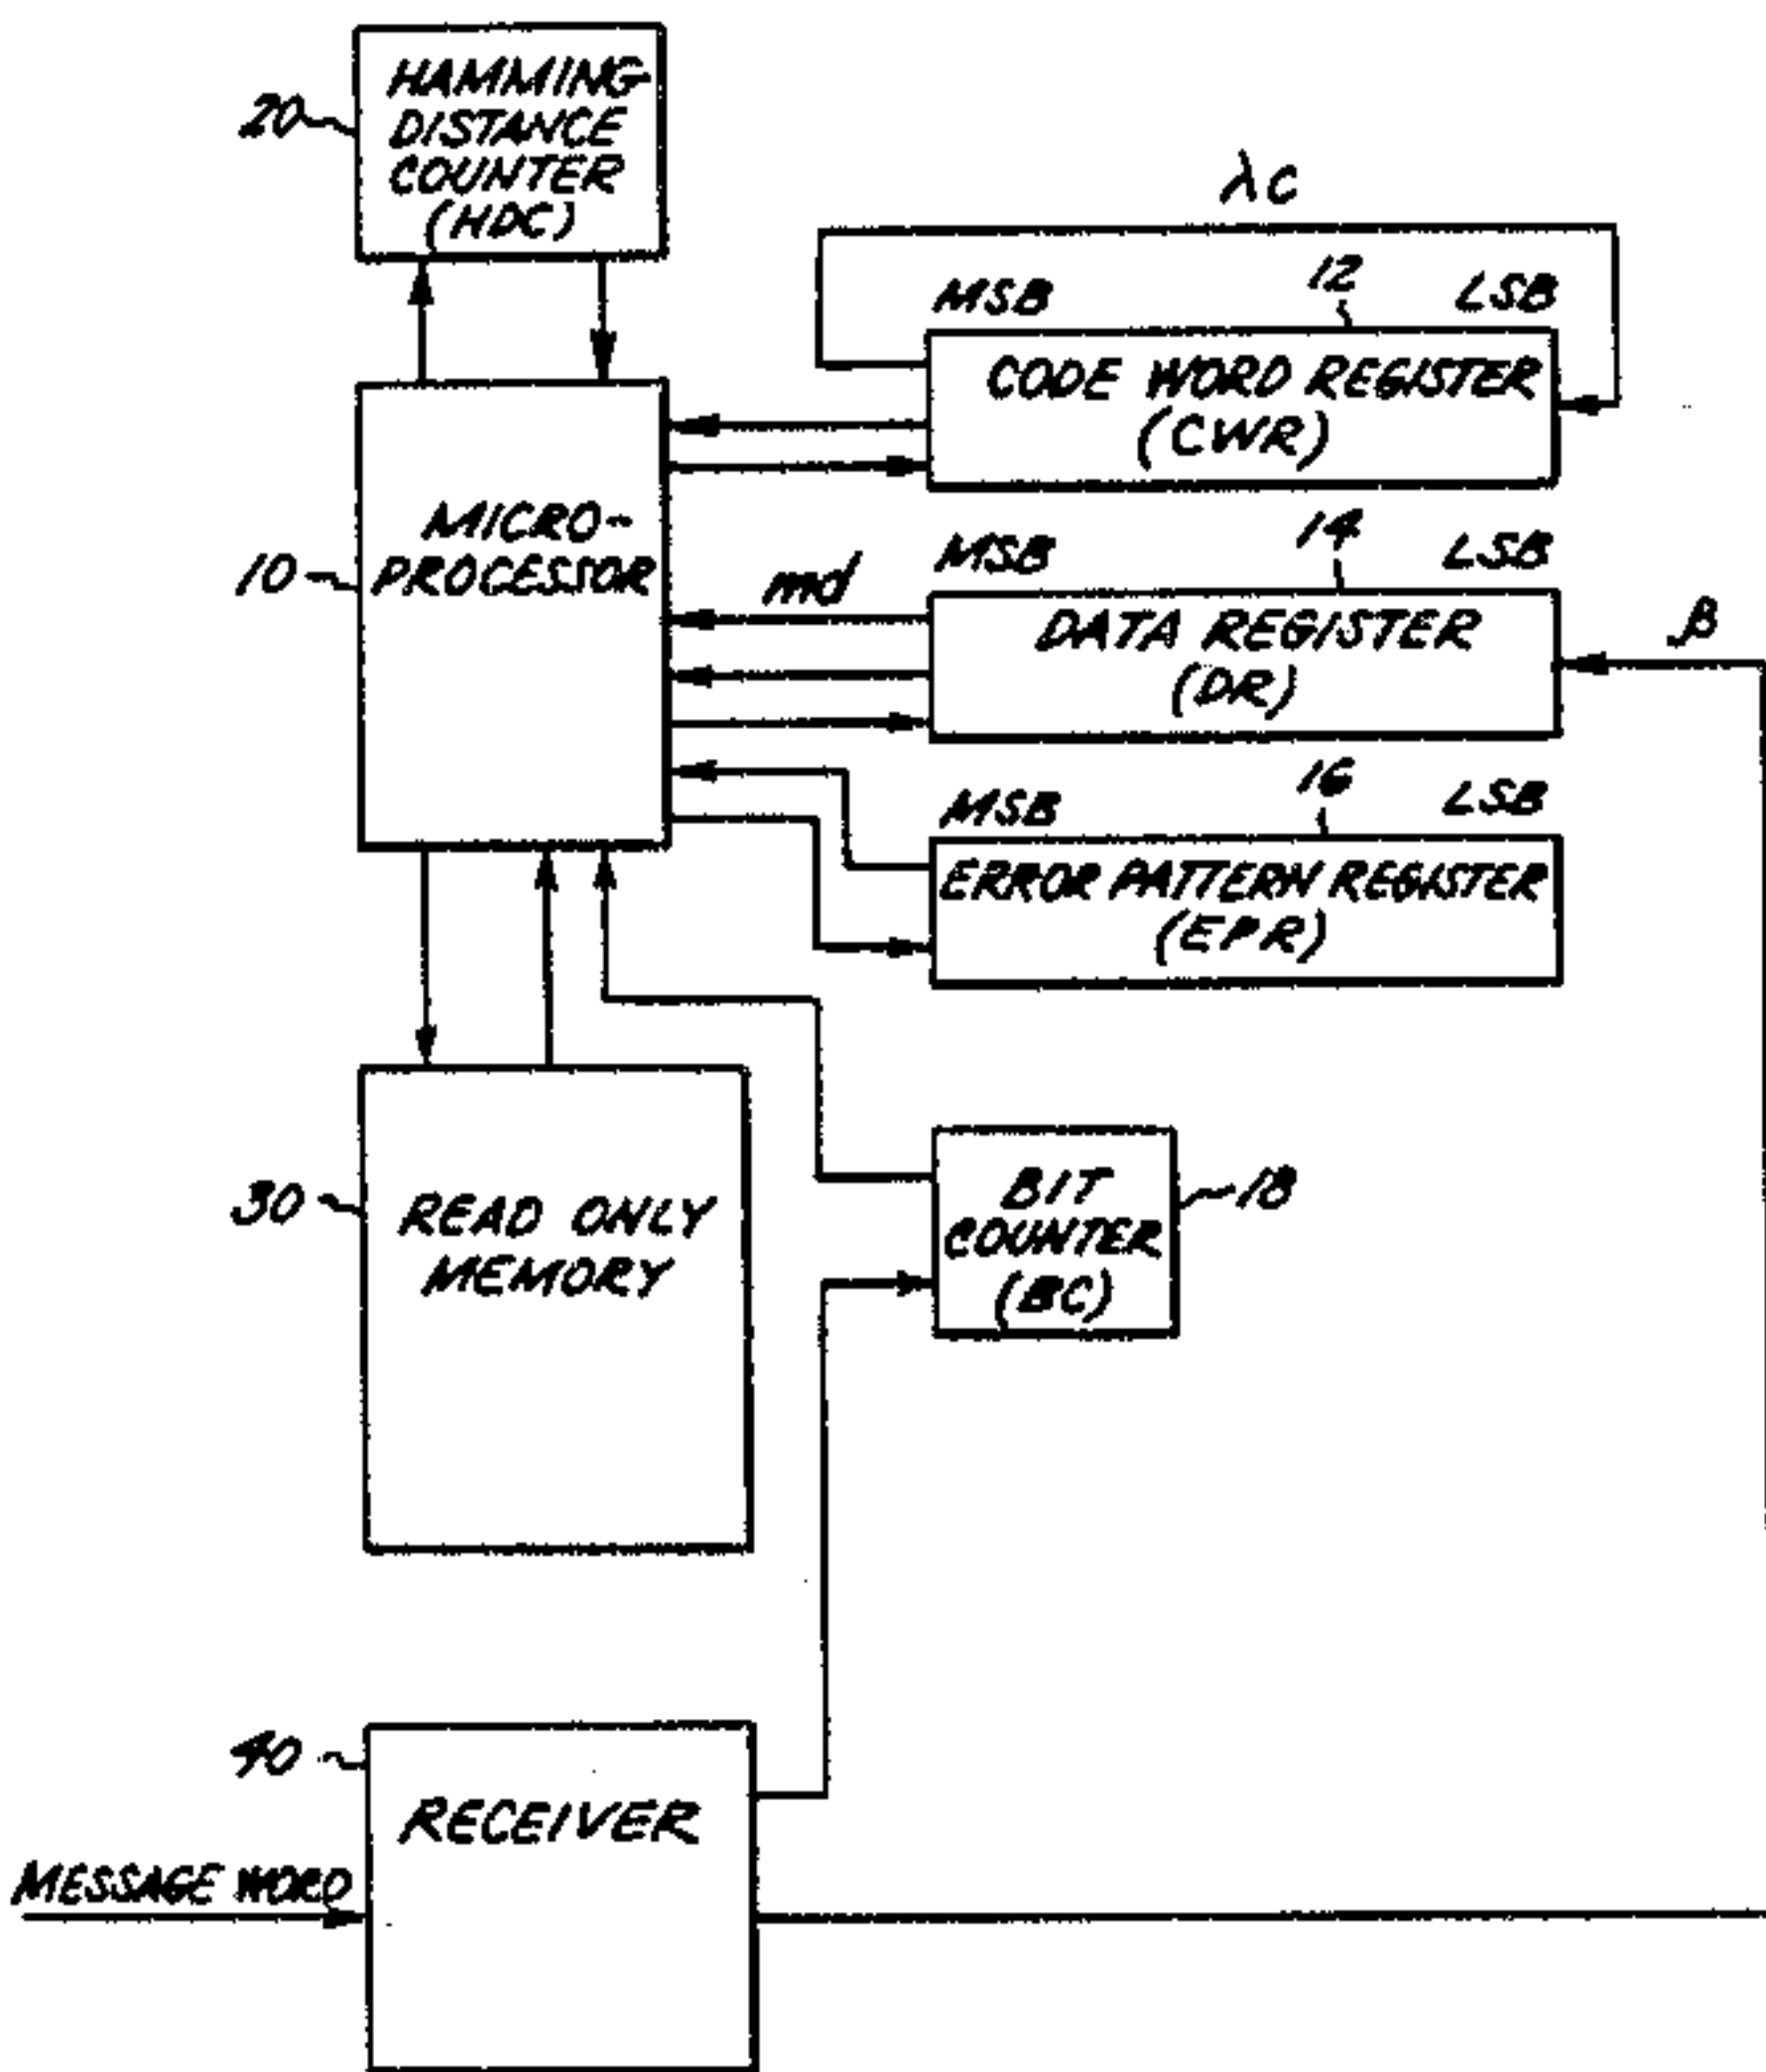 HAMMING
DISTANCE
COUNTER
(HDC)
20
λC
MSB
12
LSB
CODE WORD REGISTER
(CWR)
MICRO-
PROCESSOR
10
md
MSB
14
LSB
DATA REGISTER
(DR)
β
MSB
16
LSB
ERROR PATTERN REGISTER
(EPR)
30
READ ONLY
MEMORY
BIT
COUNTER
(BC)
18
40
RECEIVER
MESSAGE WORD